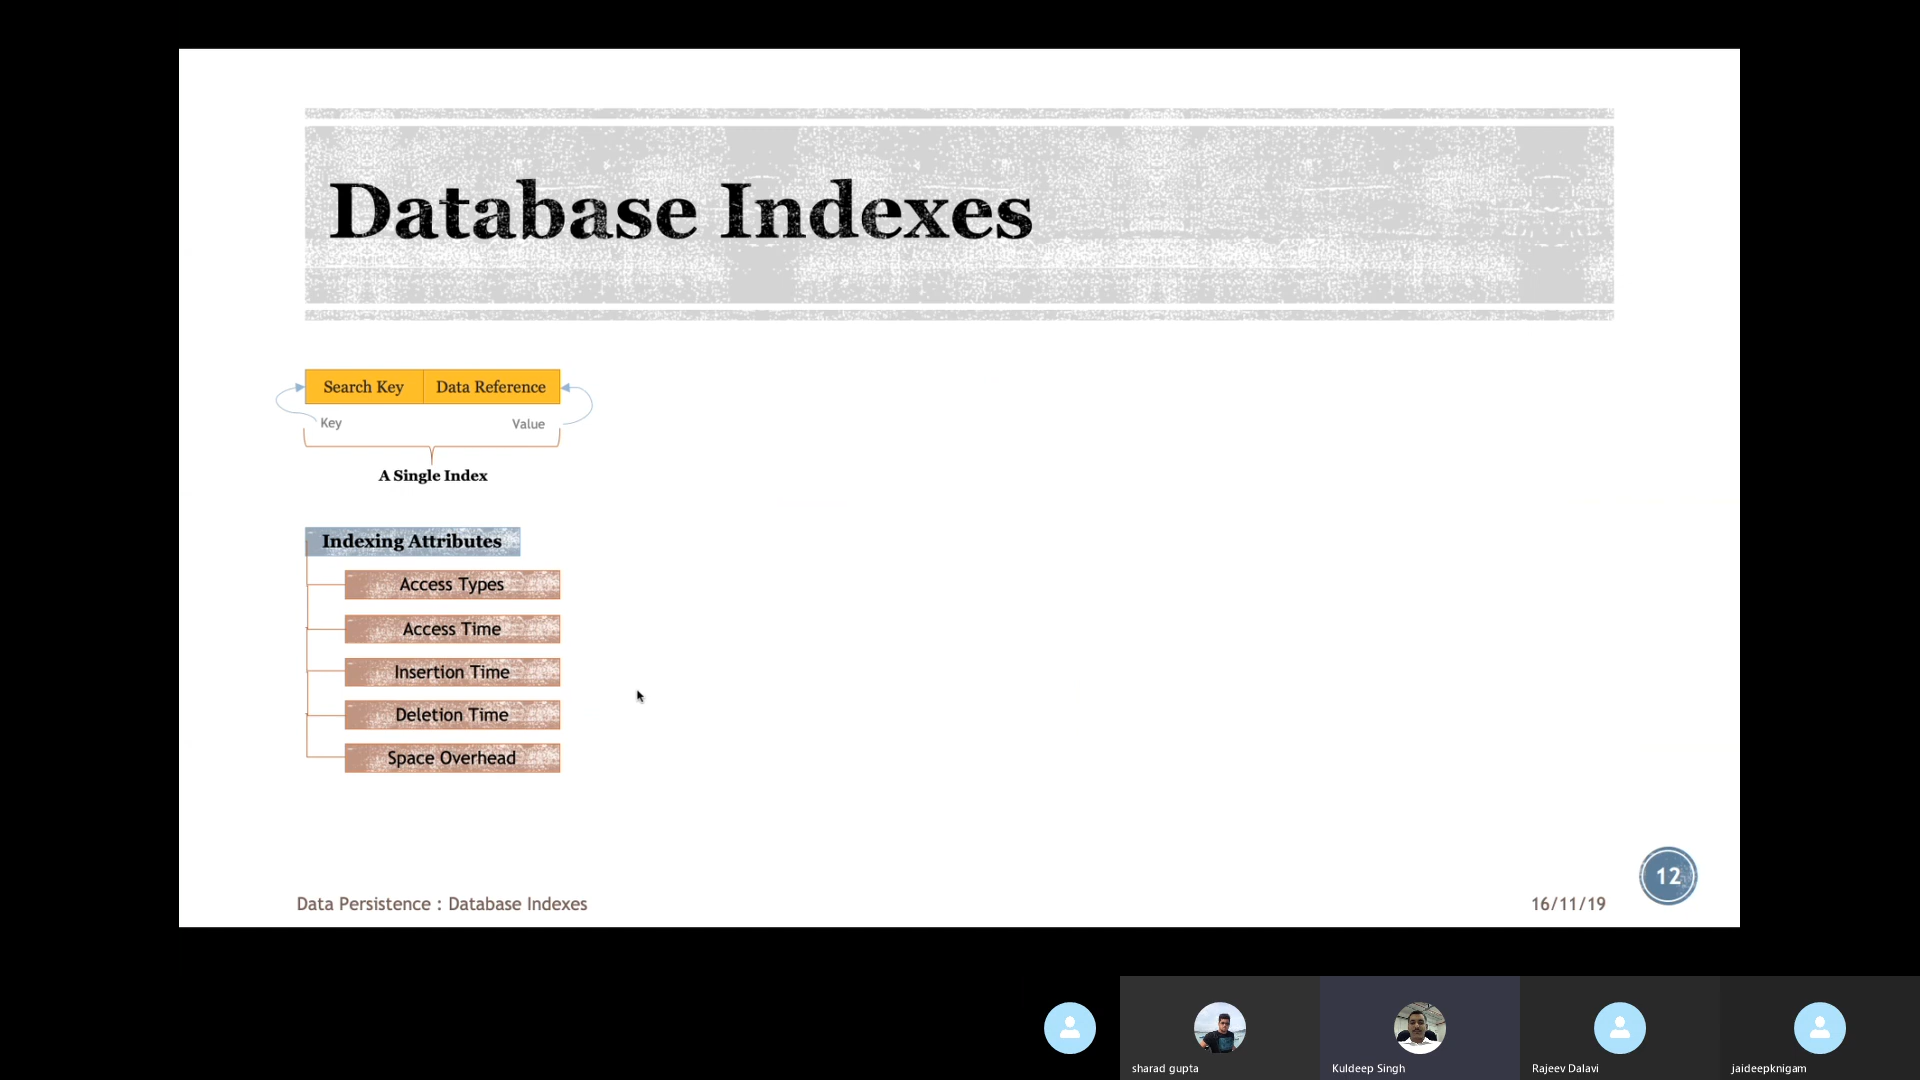 Database Indexes
Search Key Data Reference
Key Value
A Single Index
Indexing Attributes
Access Types
Access Time
Insertion Time
Deletion Time
Space Overhead
12
Data Persistence : Database Indexes 16/11/19
sharad gupta Kuldeep Singh Rajeev Dalavi jaideepknigam